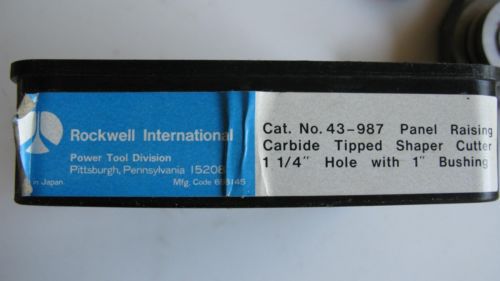 Rockwell International
Power Tool Division
Pittsburgh, Pennsylvania 15208
in Japan
Mfg. Code
Cat. No. 43-987 Panel Raising
Carbide Tipped Shaper Cutter
1 1/4" Hole with 1" Bushing